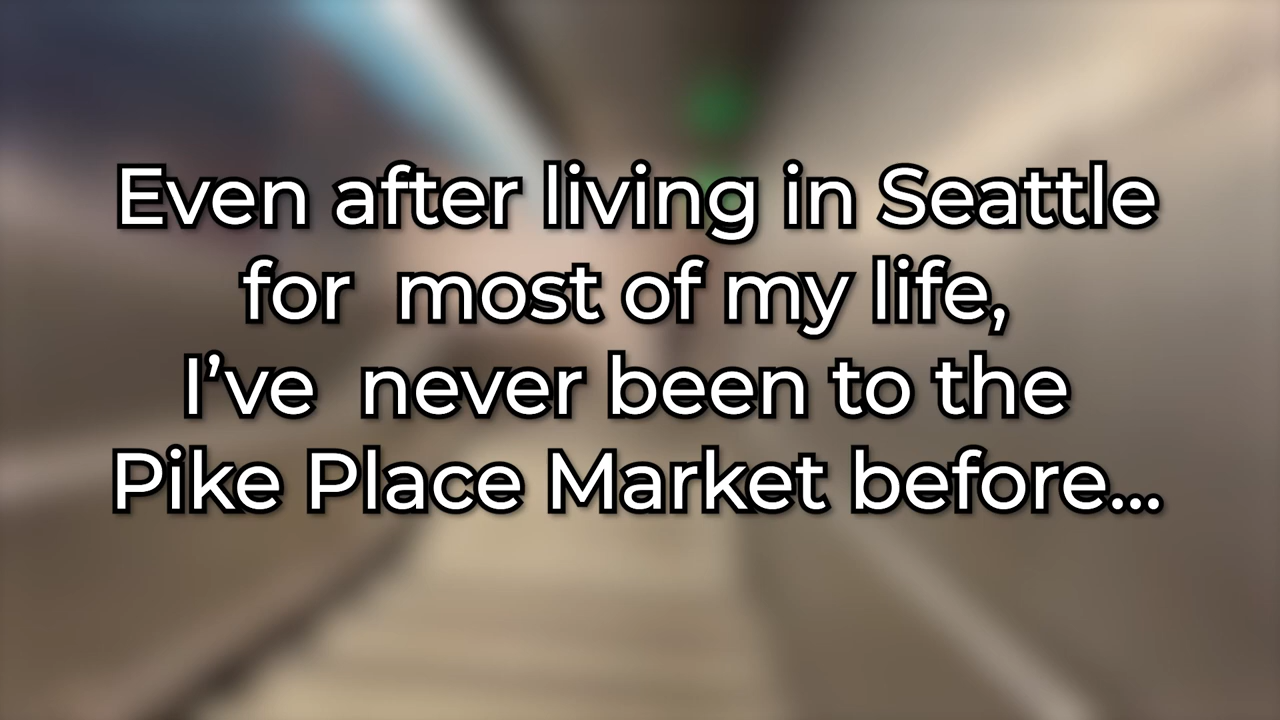 Even after living in Seattle
for  most of my life,
I’ve  never been to the
Pike Place Market before...